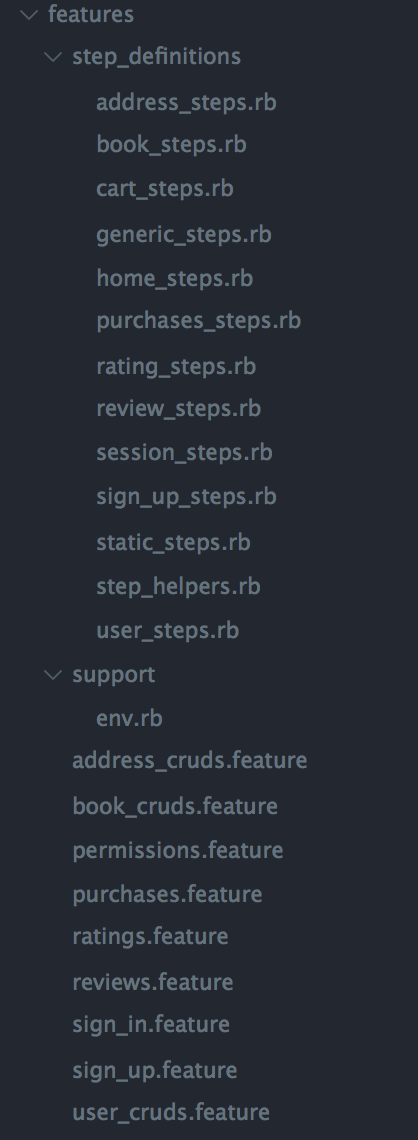 features
step_definitions
address_steps.rb
book_steps.rb
cart_steps.rb
generic_steps.rb
home_steps.rb
purchases_steps.rb
rating_steps.rb
review_steps.rb
session_steps.rb
sign_up_steps.rb
static_steps.rb
step_helpers.rb
user_steps.rb
support
env.rb
address_cruds.feature
book_cruds.feature
permissions.feature
purchases.feature
ratings.feature
reviews.feature
sign_in.feature
sign_up.feature
user_cruds.feature